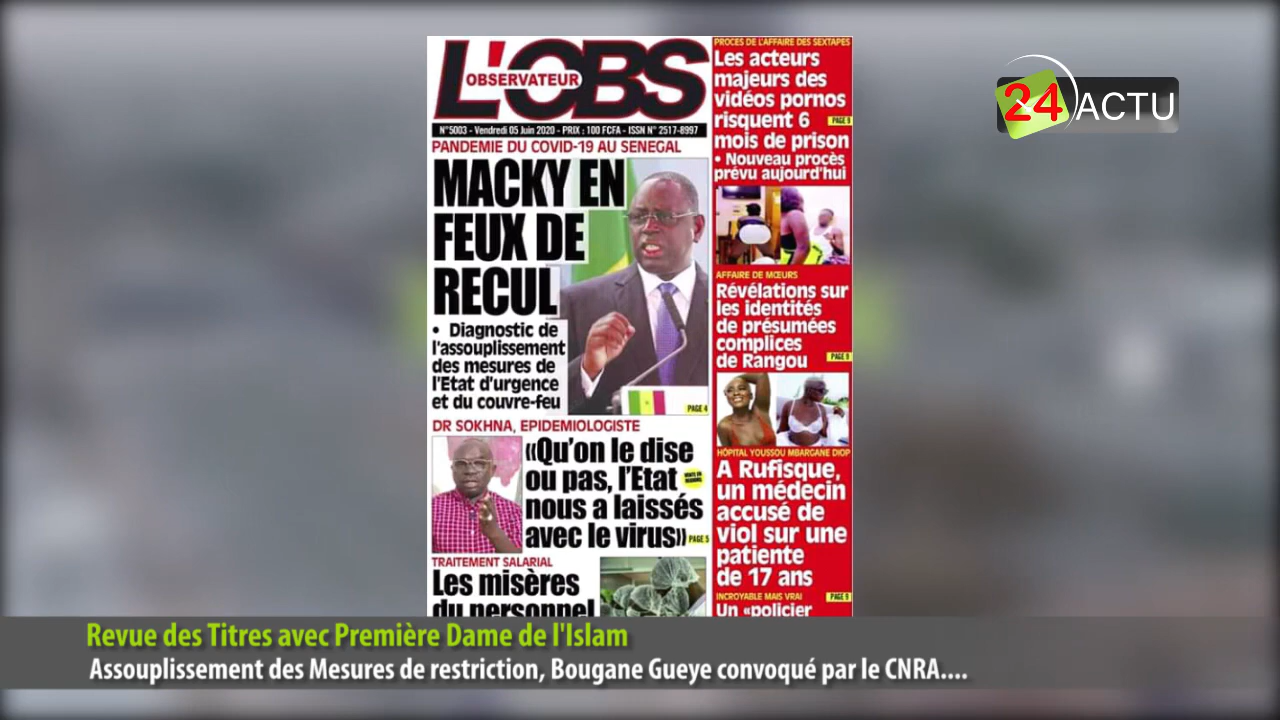 L'OBS
OBSERVATEUR
N°5003 - Vendredi 05 Juin 2020 - PRIX : 100 FCFA - ISSN N° 2517-8997
PANDEMIE DU COVID-19 AU SENEGAL
MACKY EN
FEUX DE
RECUL
• Diagnostic de
l'assouplissement
des mesures de
l'Etat d'urgence
et du couvre-feu
PAGE 4
DR SOKHNA, EPIDEMIOLOGISTE
«Qu'on le dise
ou pas, l'Etat
nous a laissés
avec le virus»
PAGE 5
TRAITEMENT SALARIAL
Les misères
du personnel
PROCES DE L'AFFAIRE DES SEXTAPES
Les acteurs
majeurs des
vidéos pornos
risquent 6
mois de prison
PAGE 9
• Nouveau procès
prévu aujourd'hui
AFFAIRE DE MŒURS
Révélations sur
les identités
de présumées
complices
de Rangou
PAGE 9
HÔPITAL YOUSSOU MBARGANE DIOP
A Rufisque,
un médecin
accusé de
viol sur une
patiente
de 17 ans
PAGE 9
INCROYABLE MAIS VRAI
Un «policier
24 ACTU
Revue des Titres avec Première Dame de l'Islam
Assouplissement des Mesures de restriction, Bougane Gueye convoqué par le CNRA....